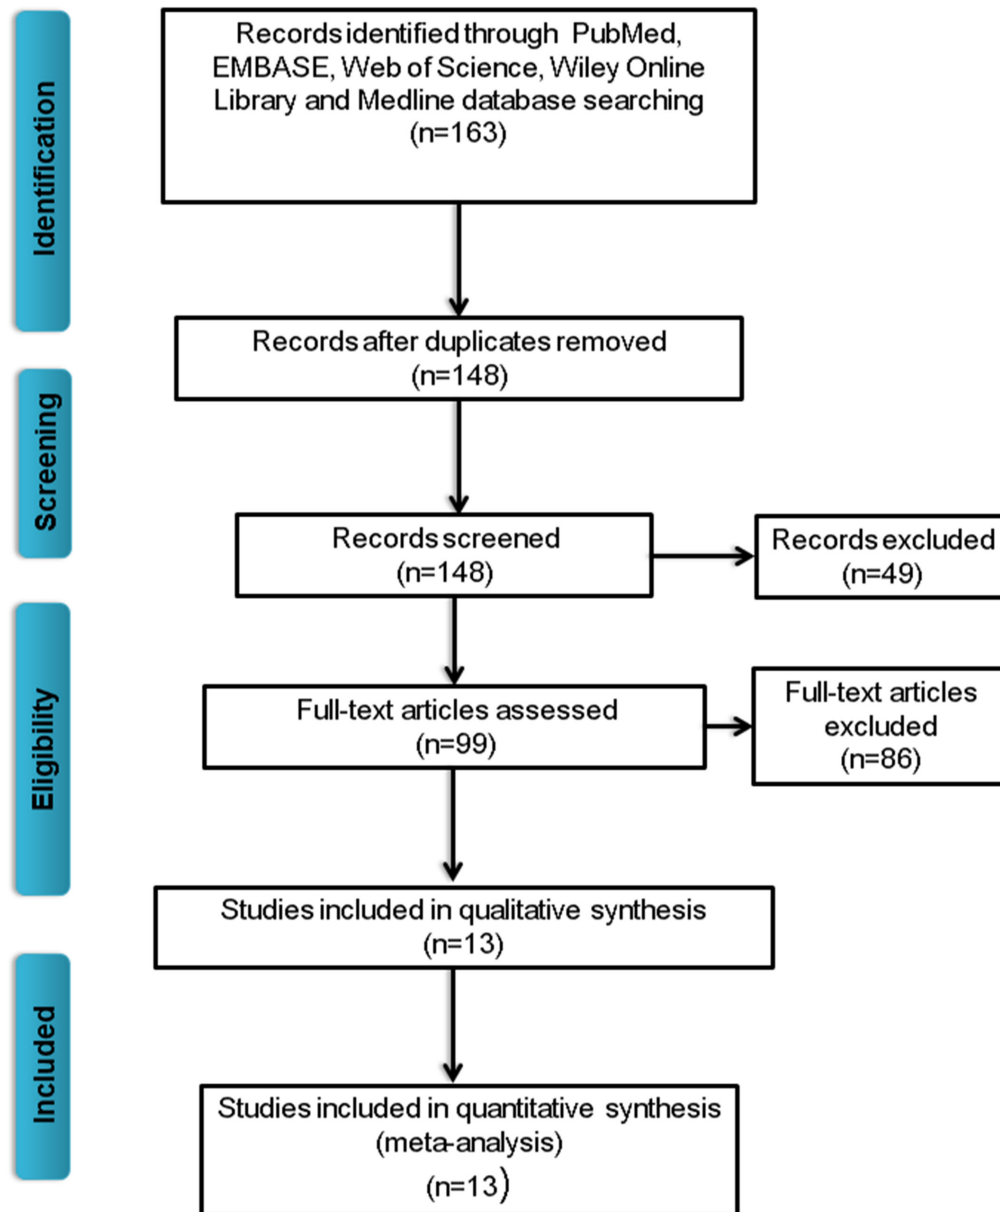 Identification
Records identified through PubMed,
EMBASE, Web of Science, Wiley Online
Library and Medline database searching
(n=163)
Records after duplicates removed
(n=148)
Screening
Records screened
(n=148)
Records excluded
(n=49)
Eligibility
Full-text articles assessed
(n=99)
Full-text articles
excluded
(n=86)
Studies included in qualitative synthesis
(n=13)
Included
Studies included in quantitative synthesis
(meta-analysis)
(n=13)